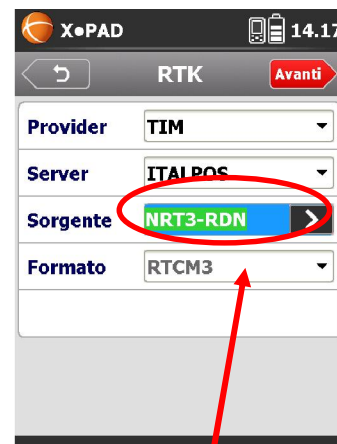 X•PAD 14.17
RTK Avanti
Provider TIM
Server ITALPOS
Sorgente NRT3-RDN
Formato RTCM3